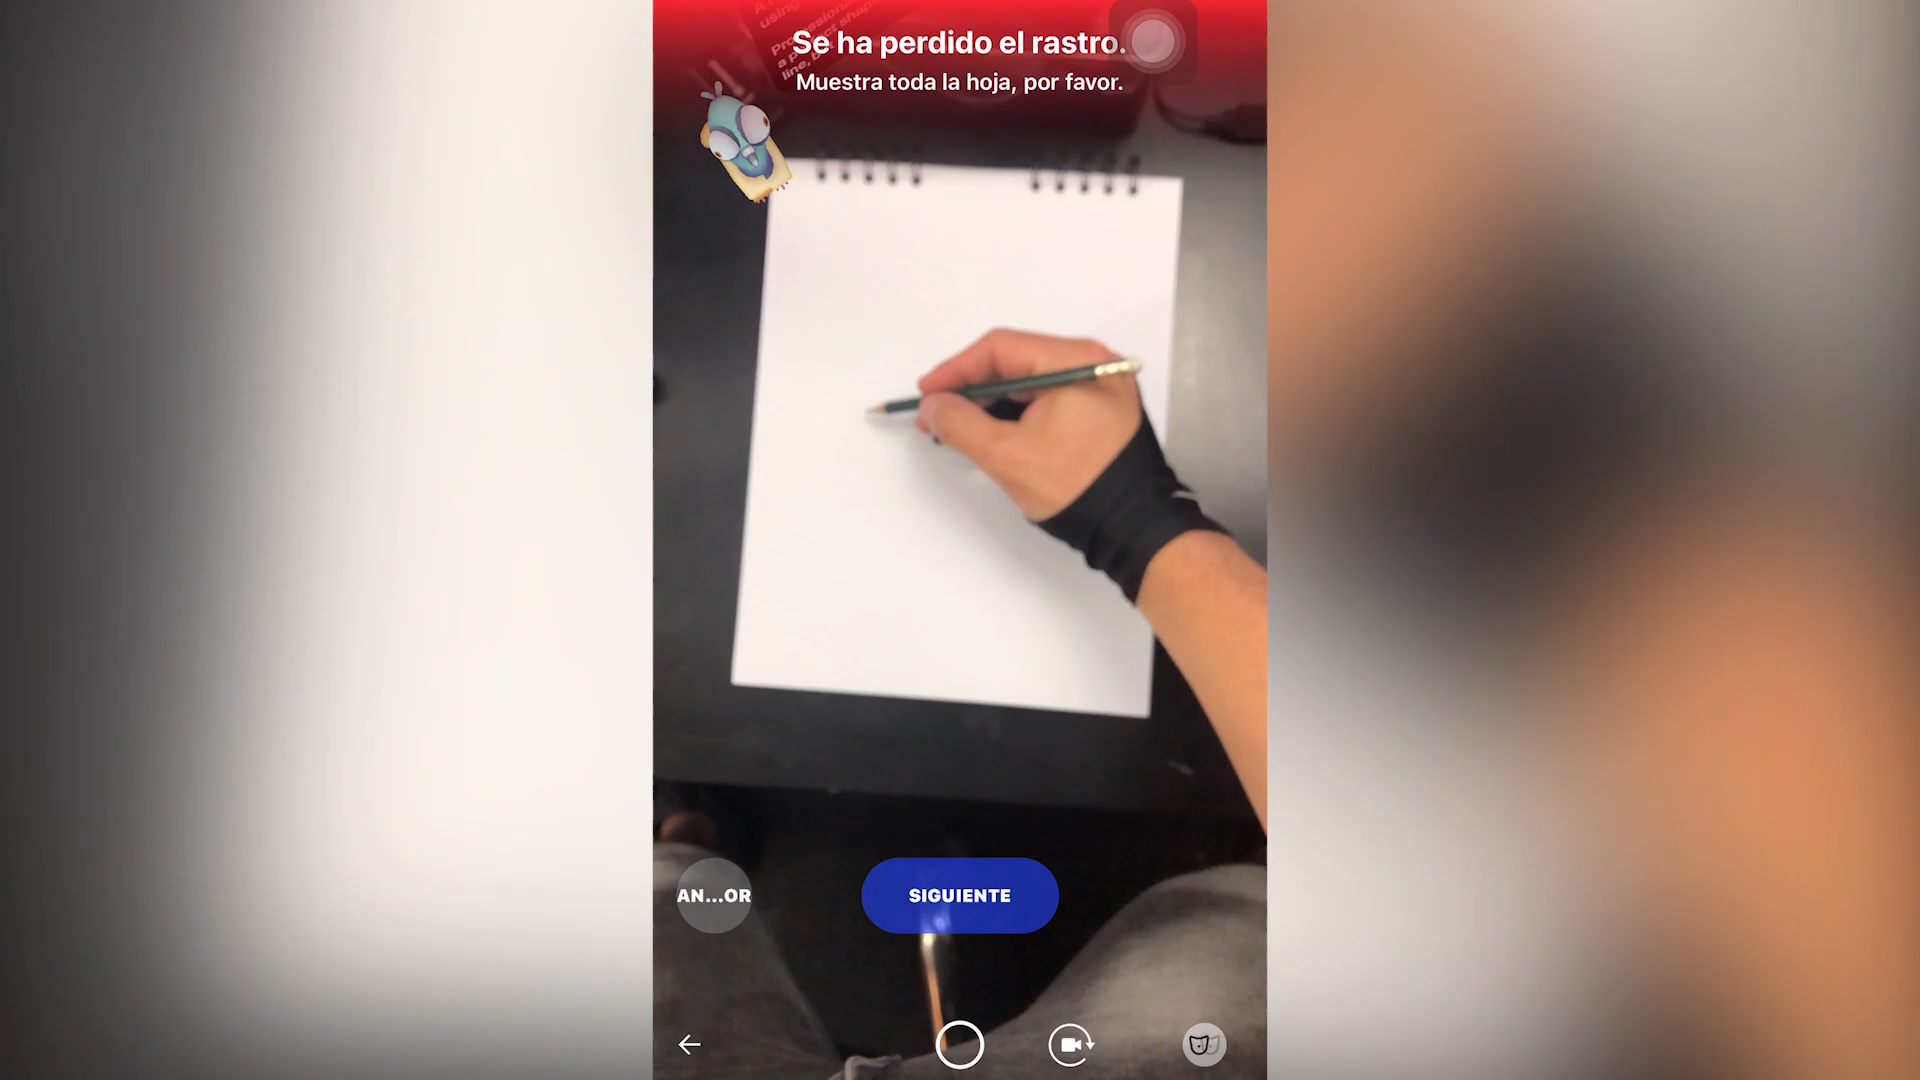 Se ha perdido el rastro.
Muestra toda la hoja, por favor.
AN...OR
SIGUIENTE